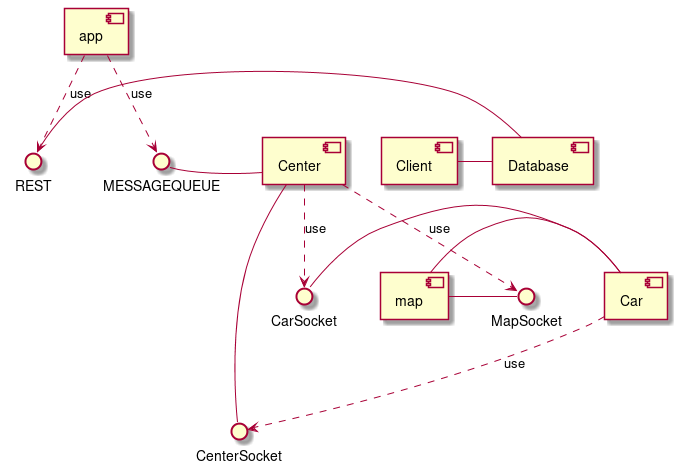 app
use
use
REST
MESSAGEQUEUE
Center
Client
Database
use
use
CarSocket
map
MapSocket
Car
use
CenterSocket